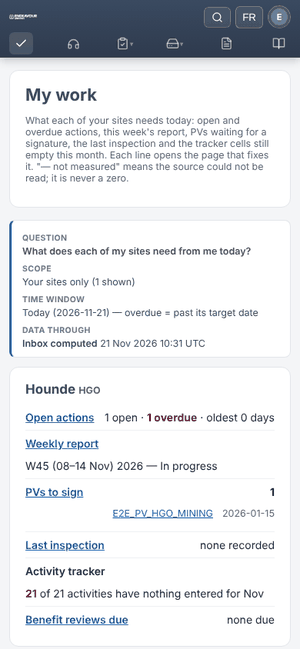 ENDEAVOUR
FR
E
My work
What each of your sites needs today: open and
overdue actions, this week's report, PVs waiting for a
signature, the last inspection and the tracker cells still
empty this month. Each line opens the page that fixes
it. "— not measured" means the source could not be
read; it is never a zero.
QUESTION
What does each of my sites need from me today?
SCOPE
Your sites only (1 shown)
TIME WINDOW
Today (2026-11-21) — overdue = past its target date
DATA THROUGH
Inbox computed 21 Nov 2026 10:31 UTC
Hounde HGO
Open actions 1 open · 1 overdue · oldest 0 days
Weekly report
W45 (08–14 Nov) 2026 — In progress
PVs to sign 1
E2E_PV_HGO_MINING 2026-01-15
Last inspection none recorded
Activity tracker
21 of 21 activities have nothing entered for Nov
Benefit reviews due none due